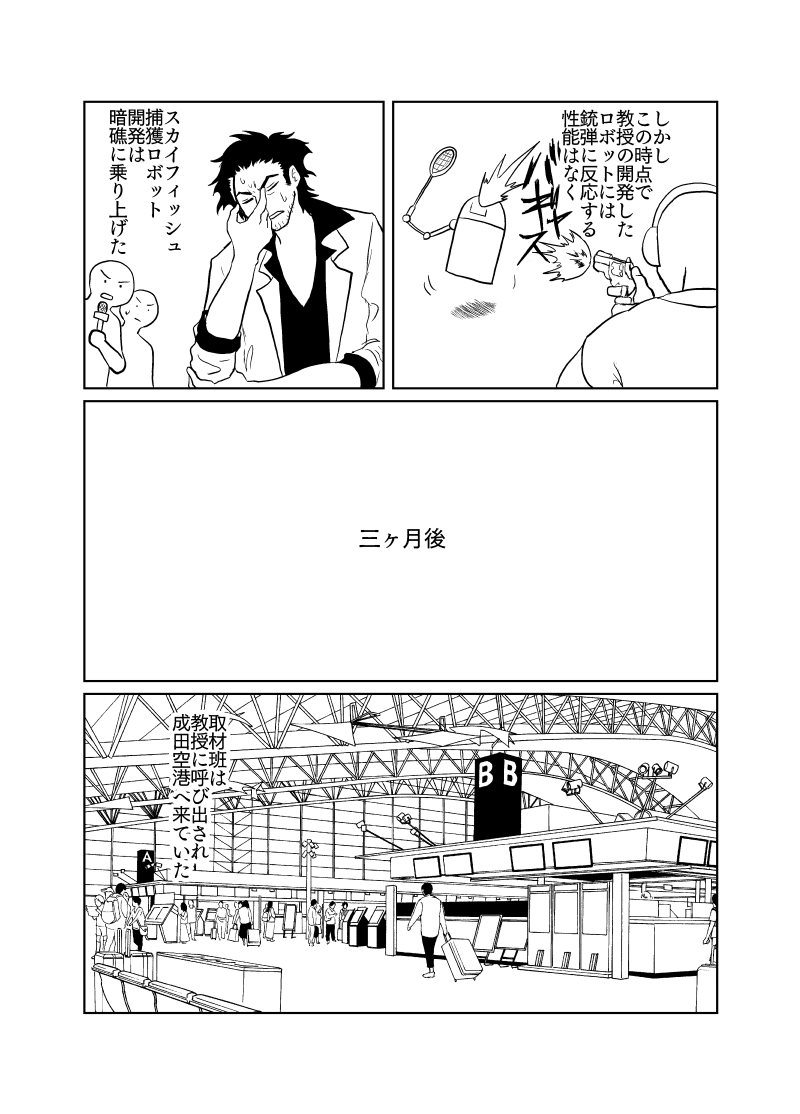 しかし
この時点で
教授の開発した
ロボットには
銃弾に反応する
性能はなく
バギャス
スカイフィッシュ
捕獲ロボット
開発は
暗礁に乗り上げた
三ヶ月後
取材班は
教授に呼び出され
成田空港へ来ていた
A
B B